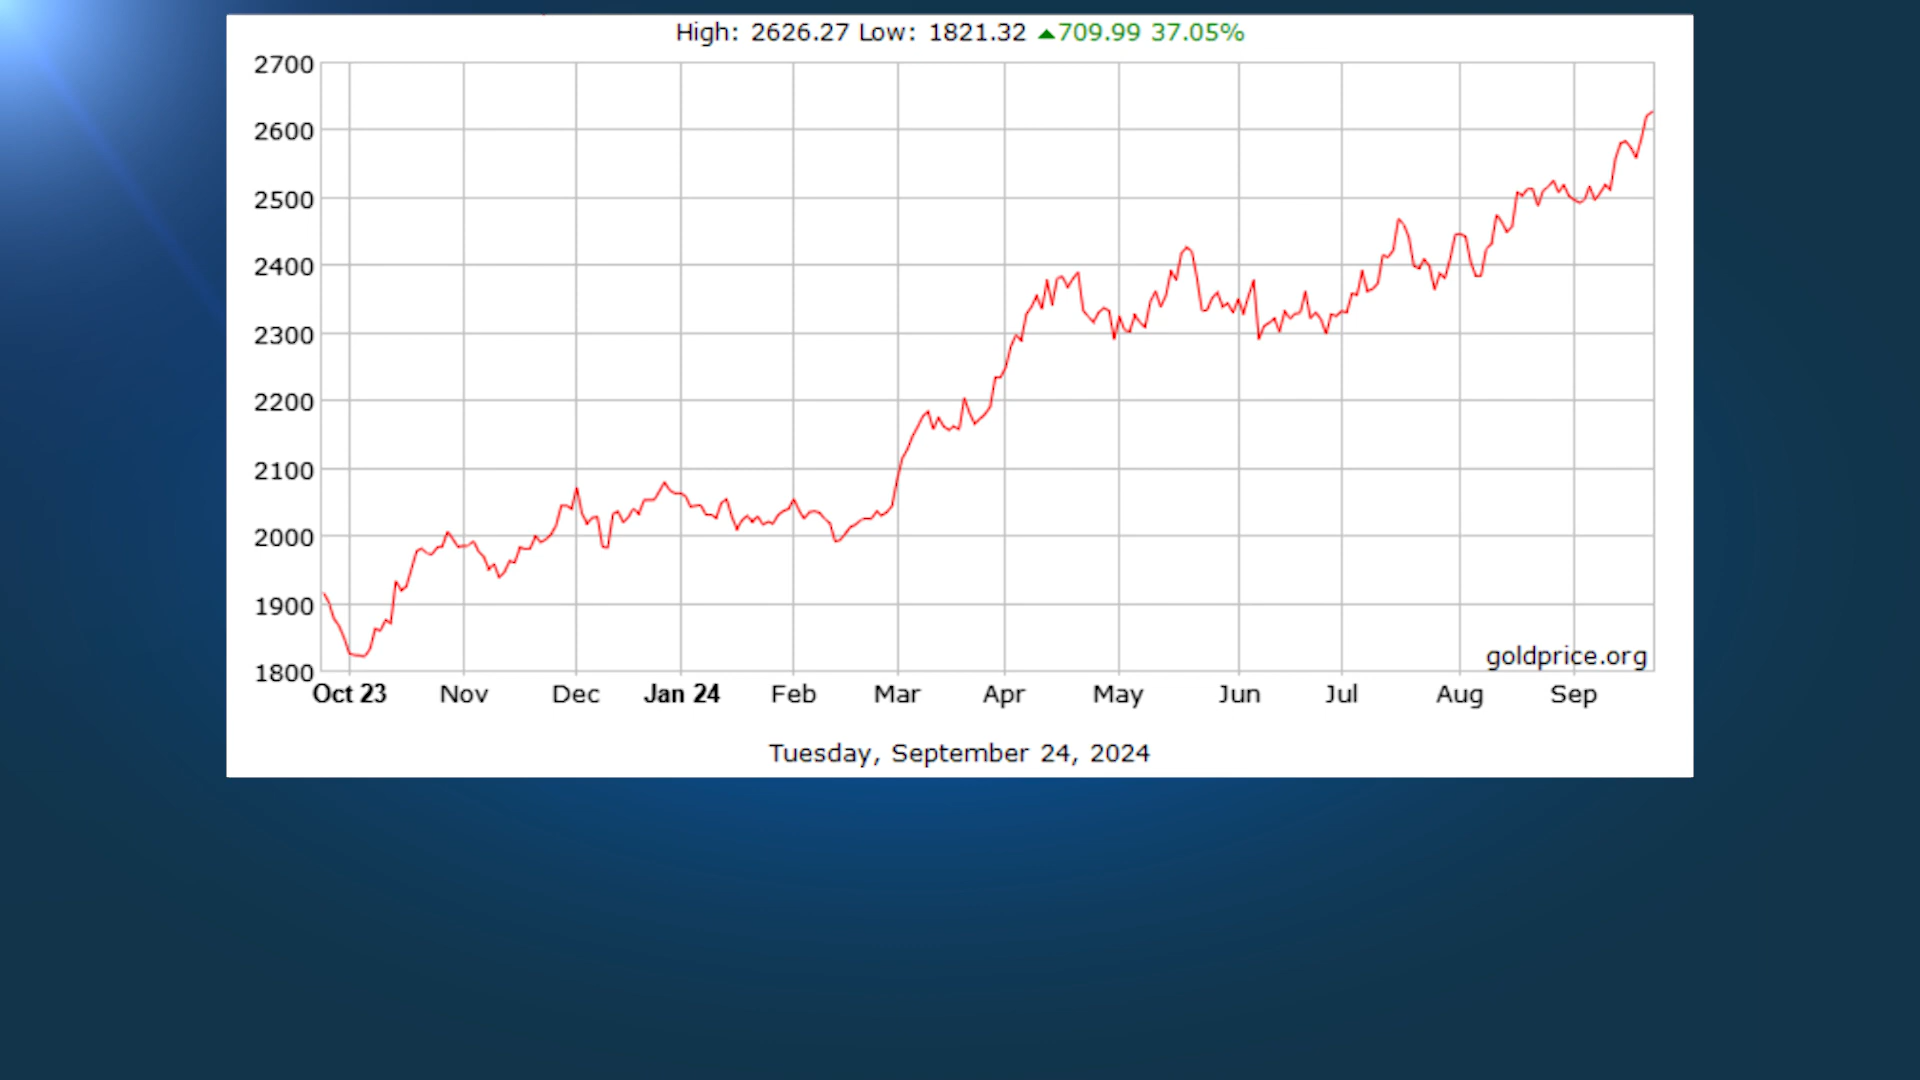 High: 2626.27 Low: 1821.32 ▲709.99 37.05%
2700
2600
2500
2400
2300
2200
2100
2000
1900
1800
goldprice.org
Oct 23 Nov Dec Jan 24 Feb Mar Apr May Jun Jul Aug Sep
Tuesday, September 24, 2024